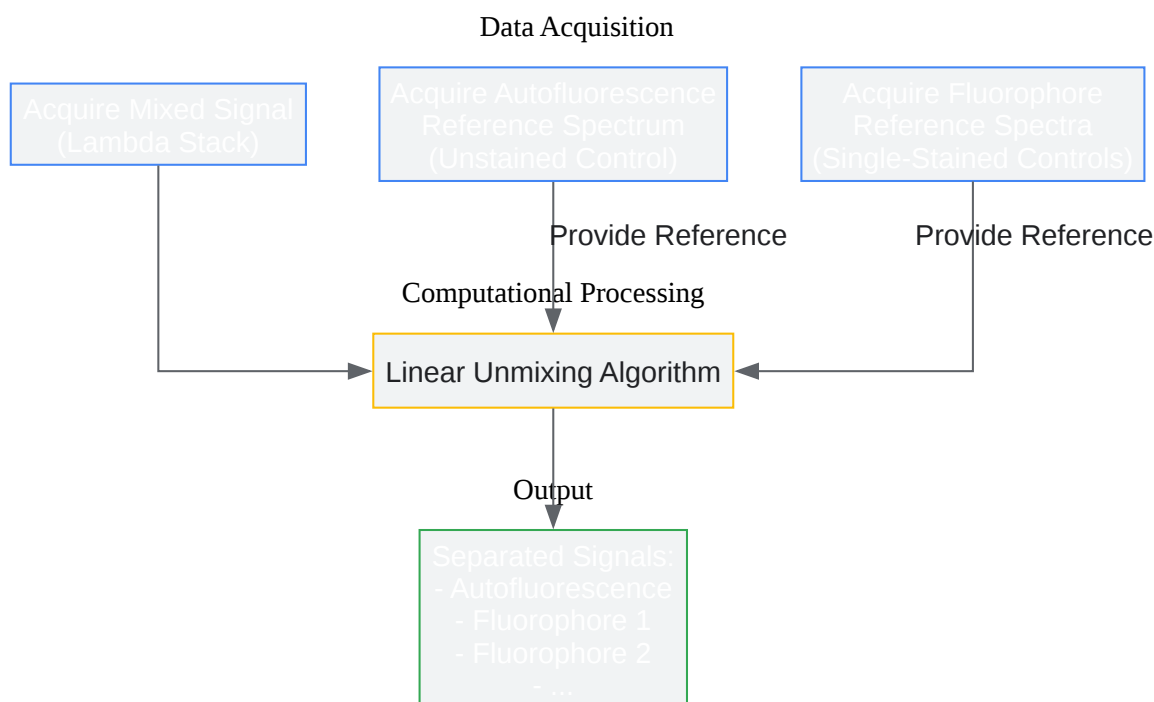 Data Acquisition
Acquire Mixed Signal
(Lambda Stack)
Acquire Autofluorescence
Reference Spectrum
(Unstained Control)
Acquire Fluorophore
Reference Spectra
(Single-Stained Controls)
Provide Reference
Provide Reference
Computational Processing
Linear Unmixing Algorithm
Output
Separated Signals:
- Autofluorescence
- Fluorophore 1
- Fluorophore 2
- ...